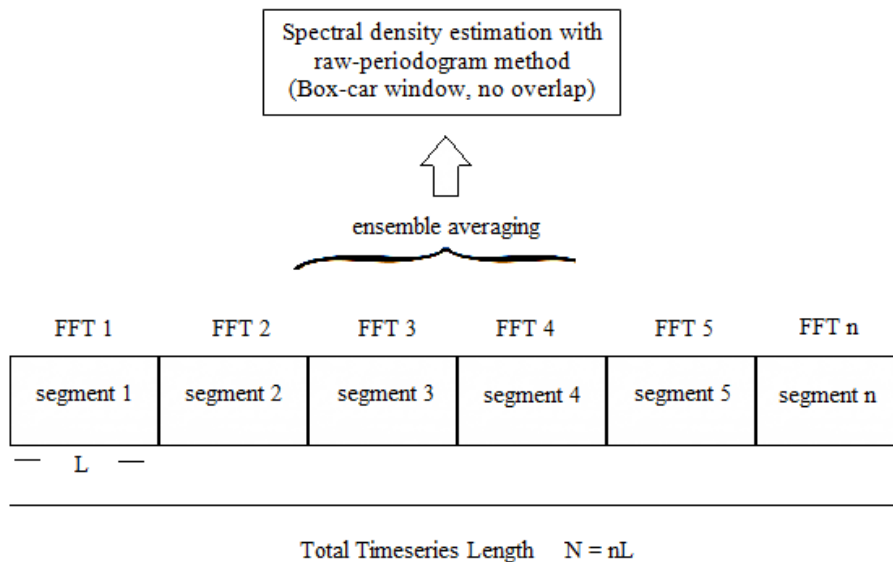 Spectral density estimation with
raw-periodogram method
(Box-car window, no overlap)
ensemble averaging
FFT 1 FFT 2 FFT 3 FFT 4 FFT 5 FFT n
segment 1 segment 2 segment 3 segment 4 segment 5 segment n
L
Total Timeseries Length N = nL